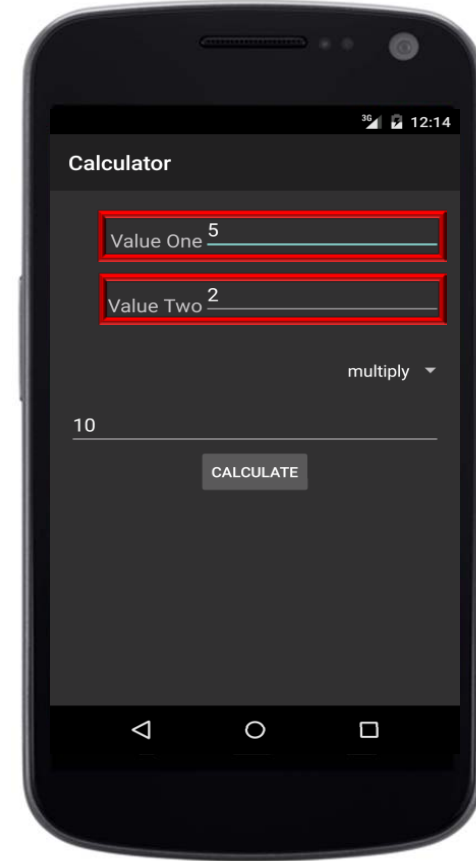 3G 12:14
Calculator
Value One 5
Value Two 2
multiply
10
CALCULATE